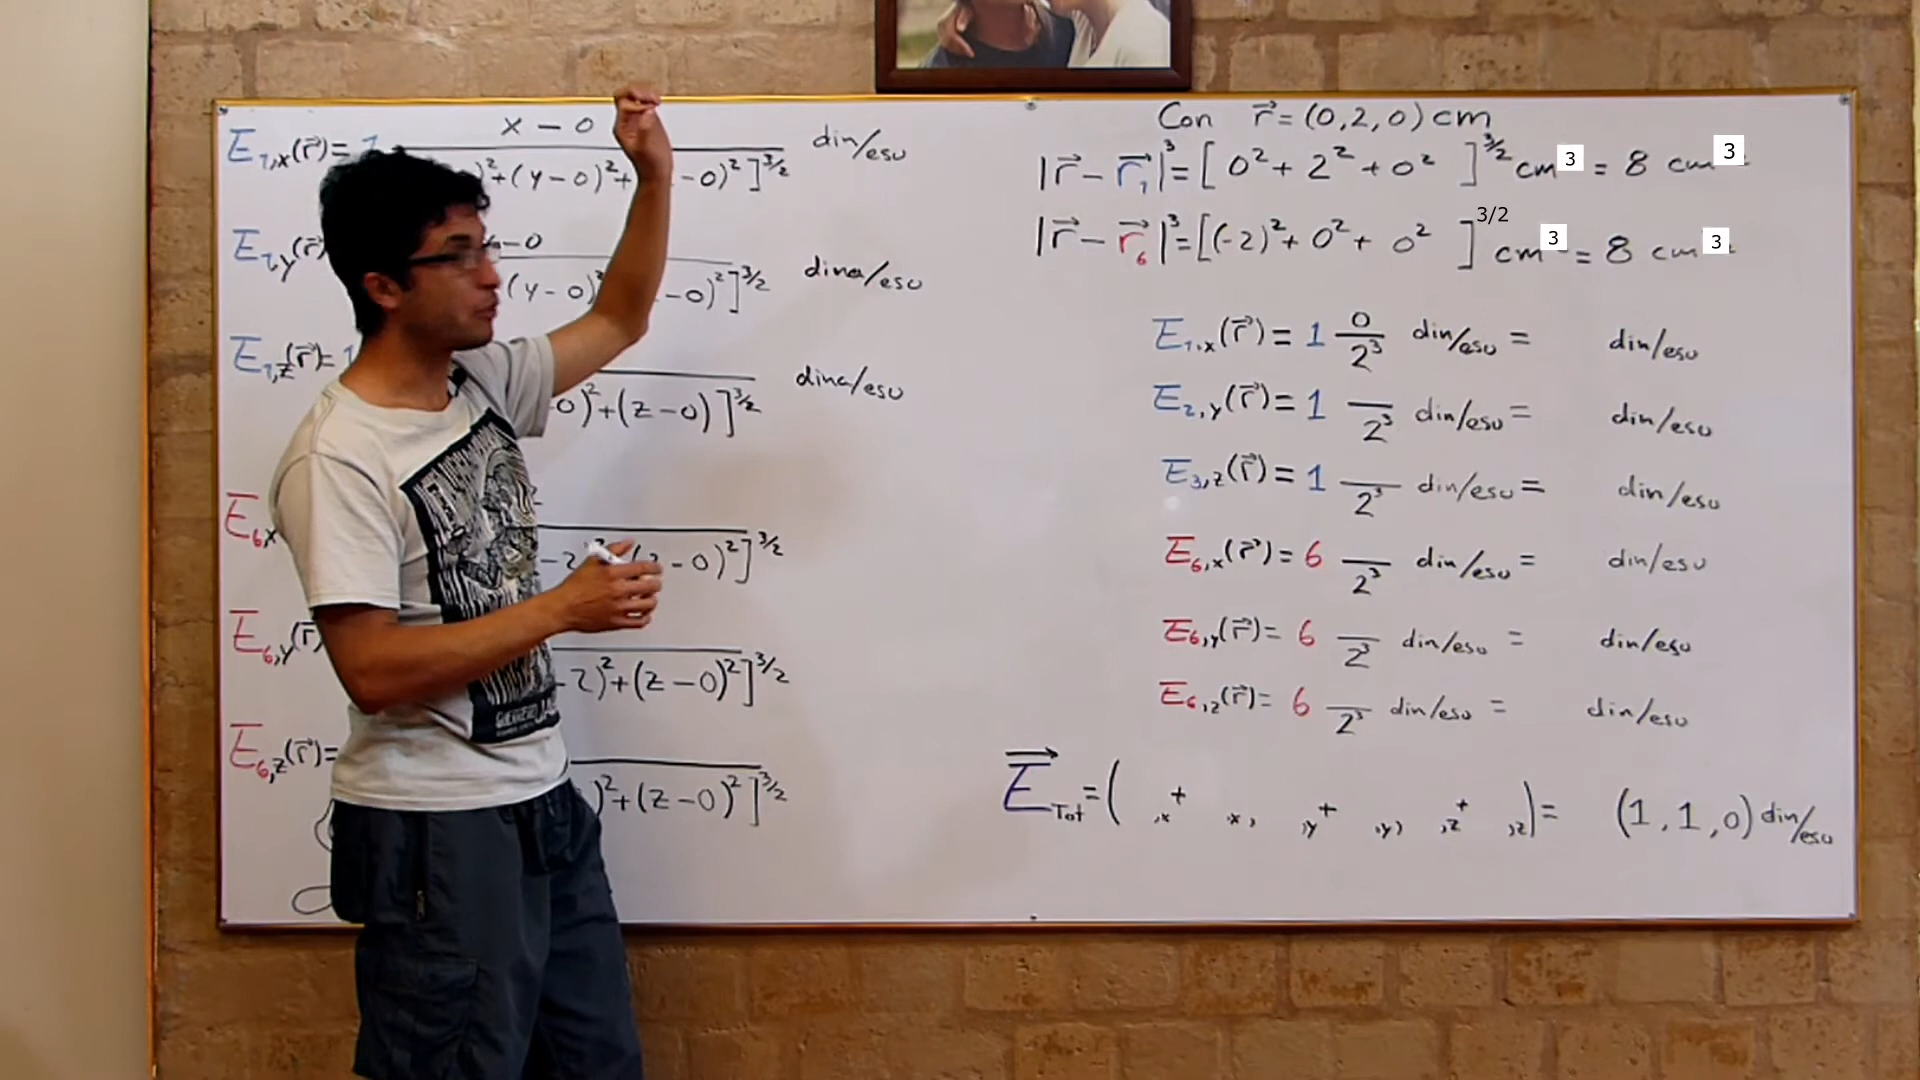 E₁,ₓ(r⃗)= 1 x – 0 din/esu
)²+(y–0)²+ –0)²]^3/2
E₁,y(r⃗) –0 dina/esu
(y–0)² –0)²]^3/2
E₁,z(r⃗)= 1 dina/esu
0)²+(z–0)]^3/2
E₆x
–2 –0)²]^3/2
E₆,y(r⃗)
–2)²+(z–0)²]^3/2
E₆,z(r⃗)=
)²+(z–0)²]^3/2
GUERRERO
Con r⃗=(0,2,0)cm
|r⃗–r⃗₁|³=[0²+2²+0²]^3/2 cm³ = 8 cm³
|r⃗–r⃗₆|³=[(-2)²+0²+0²]^3/2 cm³ = 8 cm³
E₁,ₓ(r⃗)= 1 0/2³ din/esu = din/esu
E₂,y(r⃗)= 1 /2³ din/esu = din/esu
E₃,z(r⃗)= 1 /2³ din/esu = din/esu
E₆,ₓ(r⃗)= 6 /2³ din/esu = din/esu
E₆,y(r⃗)= 6 /2³ din/esu = din/esu
E₆,z(r⃗)= 6 /2³ din/esu = din/esu
E⃗Tot=( ,x + ,x, ,y + ,y, ,z + ,z)= (1,1,0) din/esu